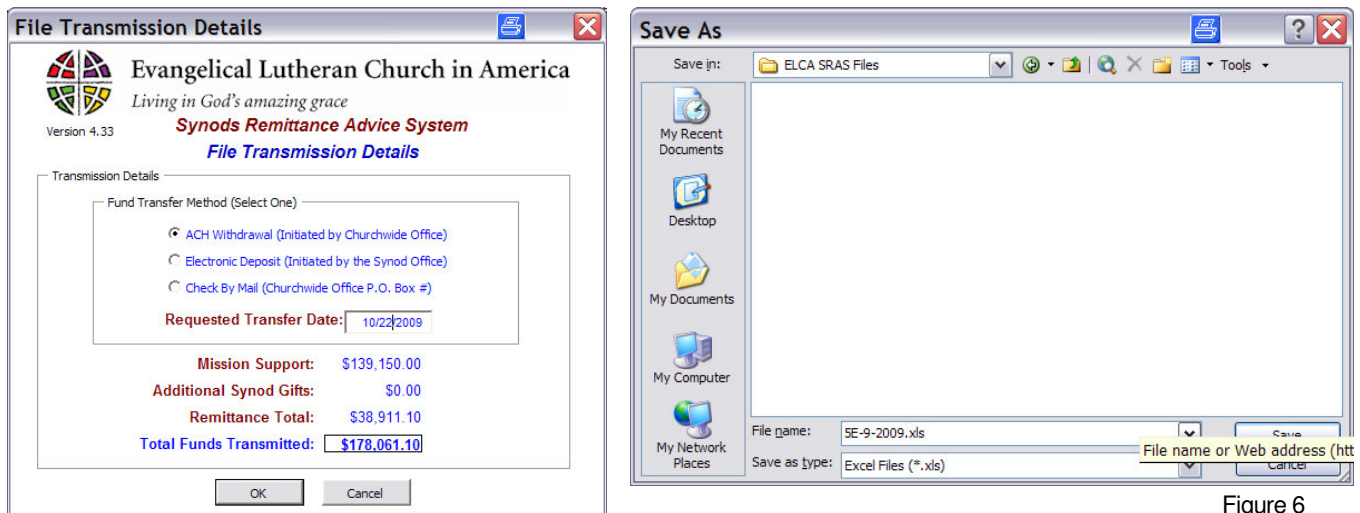 File Transmission Details
Evangelical Lutheran Church in America
Living in God's amazing grace
Version 4.33
Synods Remittance Advice System
File Transmission Details
Transmission Details
Fund Transfer Method (Select One)
ACH Withdrawal (Initiated by Churchwide Office)
Electronic Deposit (Initiated by the Synod Office)
Check By Mail (Churchwide Office P.O. Box #)
Requested Transfer Date: 10/22/2009
Mission Support: $139,150.00
Additional Synod Gifts: $0.00
Remittance Total: $38,911.10
Total Funds Transmitted: $178,061.10
OK Cancel
Save As
Save in: ELCA SRAS Files Tools
My Recent
Documents
Desktop
My Documents
My Computer
My Network
Places
File name: 5E-9-2009.xls Save
File name or Web address (htt
Save as type: Excel Files (*.xls) Cancel
Figure 6